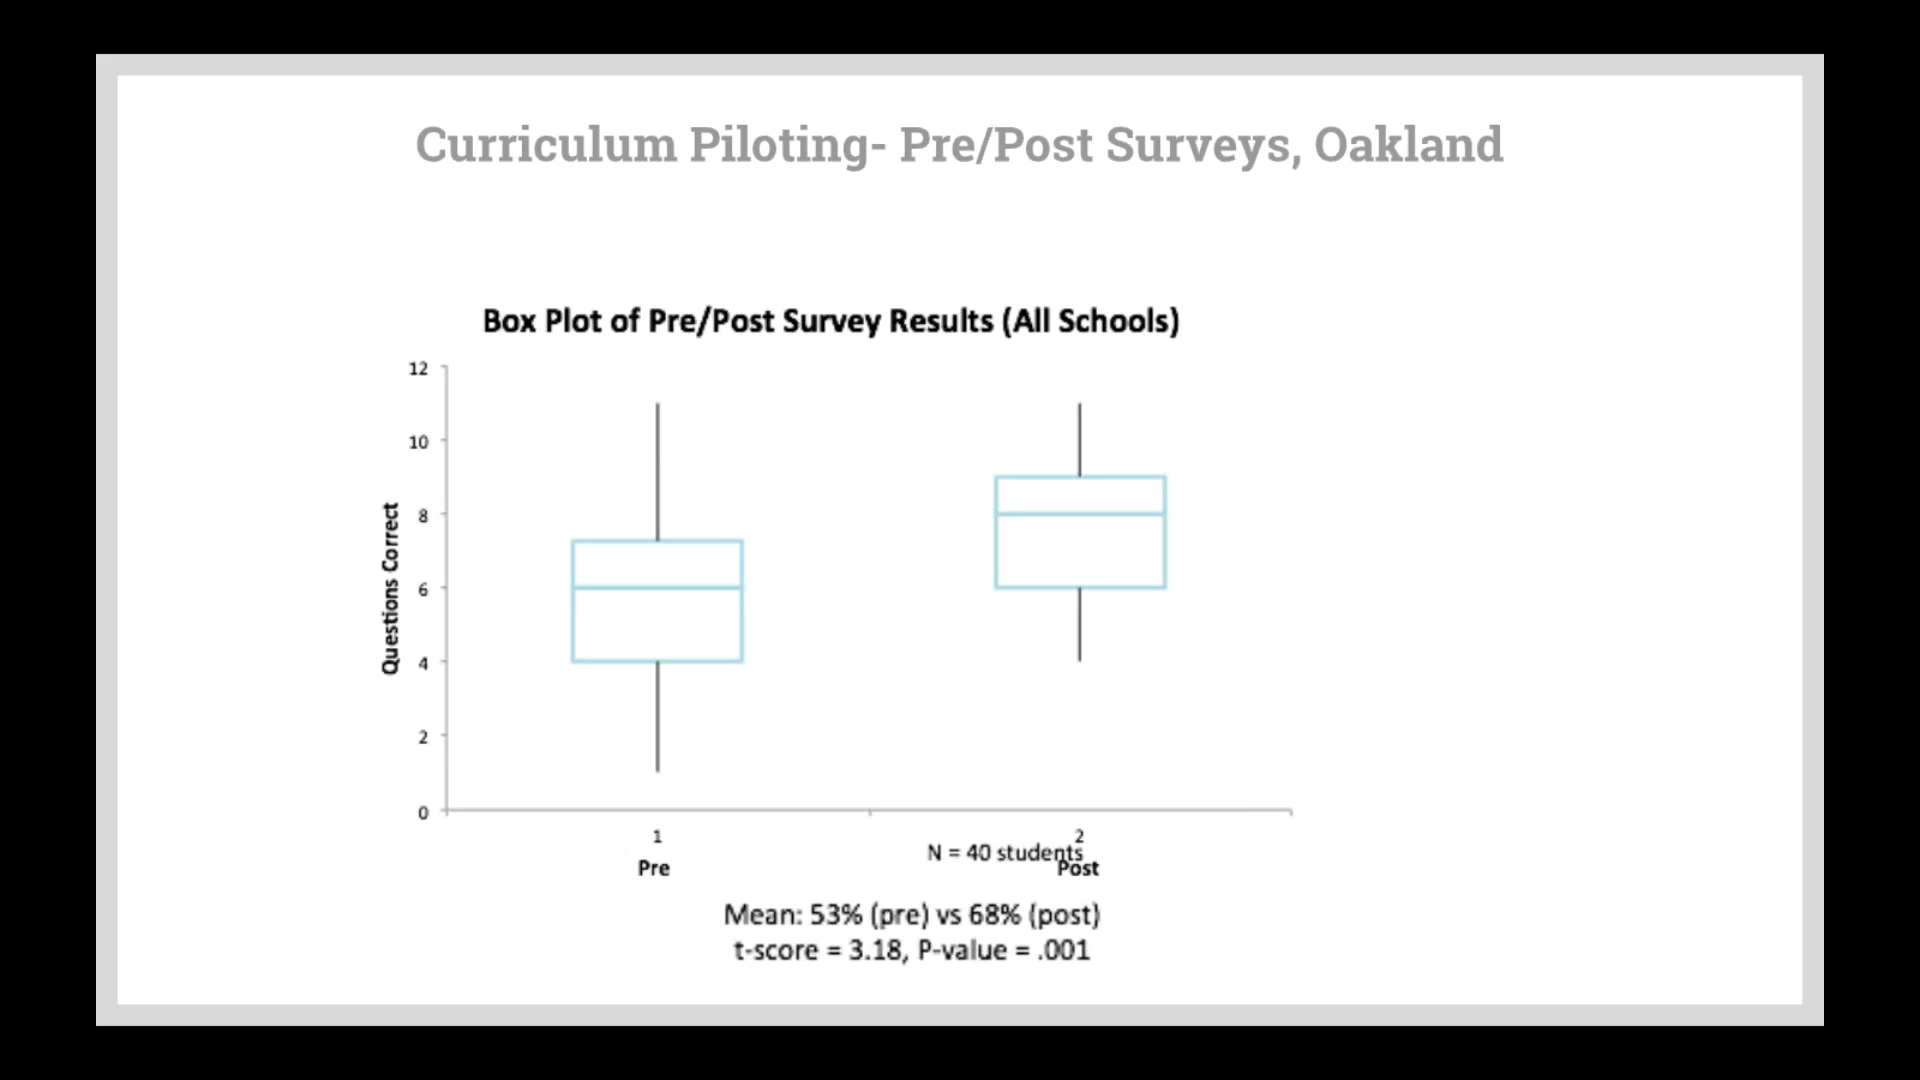 Curriculum Piloting- Pre/Post Surveys, Oakland
Box Plot of Pre/Post Survey Results (All Schools)
Questions Correct
12
10
8
6
4
2
0
1
2
N = 40 students
Pre
Post
Mean: 53% (pre) vs 68% (post)
t-score = 3.18, P-value = .001